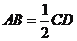 AB = 1/2 CD